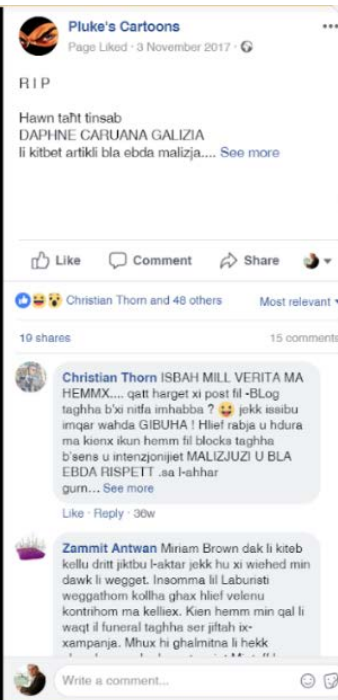 Pluke's Cartoons
Page Liked · 3 November 2017 ·
R I P
Hawn taħt tinsab
DAPHNE CARUANA GALIZIA
li kitbet artikli bla ebda malizja.... See more
Like Comment Share
Christian Thorn and 48 others Most relevant
19 shares 15 comments
Christian Thorn ISBAH MILL VERITA MA
HEMMX.... qatt harget xi post fil -BLog
taghha b'xi nitfa imhabba ? jekk issibu
imqar wahda GIBUHA ! Hlief rabja u hdura
ma kienx ikun hemm fil blocks taghha
b'sens u intenzjonijiet MALIZJUZI U BLA
EBDA RISPETT .sa l-ahhar
gurn... See more
Like · Reply · 36w
Zammit Antwan Miriam Brown dak li kiteb
kellu dritt jiktbu l-aktar jekk hu xi wiehed min
dawk li wegget. Insomma lil Laburisti
weggathom kollha ghax hlief velenu
kontrihom ma kelliex. Kien hemm min qal li
waqt il funeral taghha ser jiftah ix-
xampanja. Mhux hi ghalmitna li hekk
Write a comment...